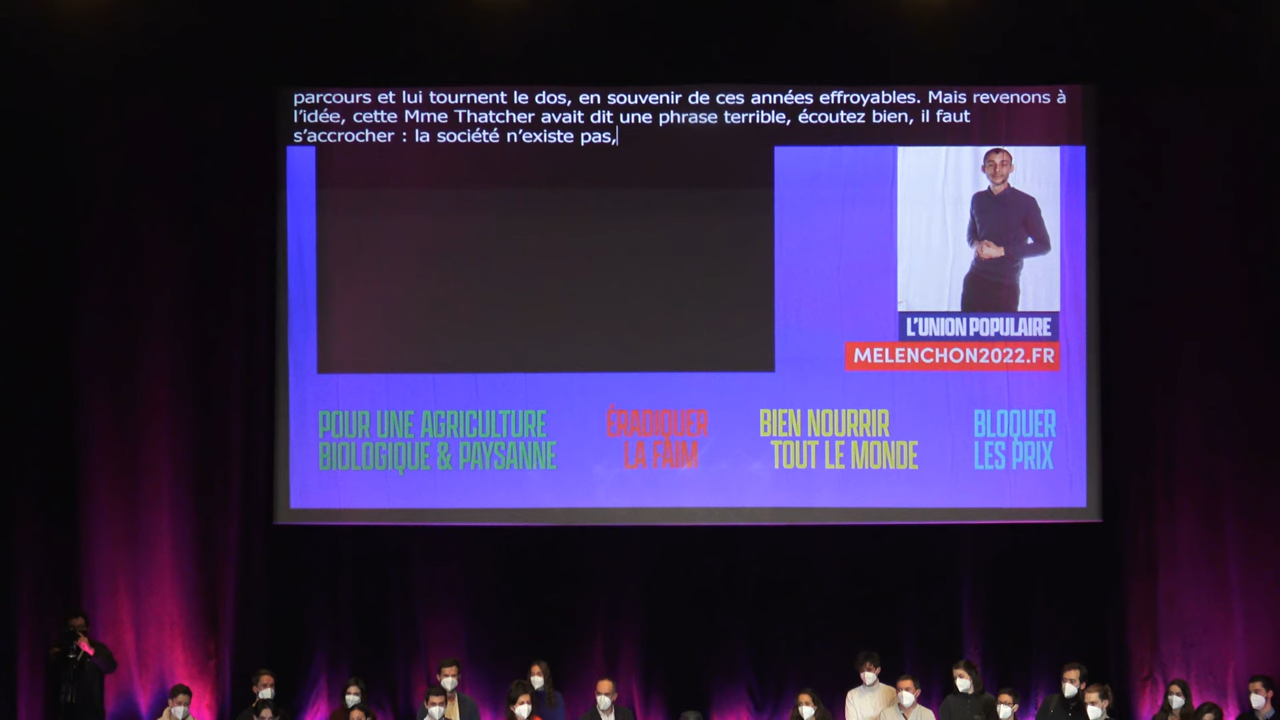 parcours et lui tournent le dos, en souvenir de ces années effroyables. Mais revenons à
l'idée, cette Mme Thatcher avait dit une phrase terrible, écoutez bien, il faut
s'accrocher : la société n'existe pas,
L'UNION POPULAIRE
MELENCHON2022.FR
POUR UNE AGRICULTURE
BIOLOGIQUE & PAYSANNE
ÉRADIQUER
LA FAIM
BIEN NOURRIR
TOUT LE MONDE
BLOQUER
LES PRIX